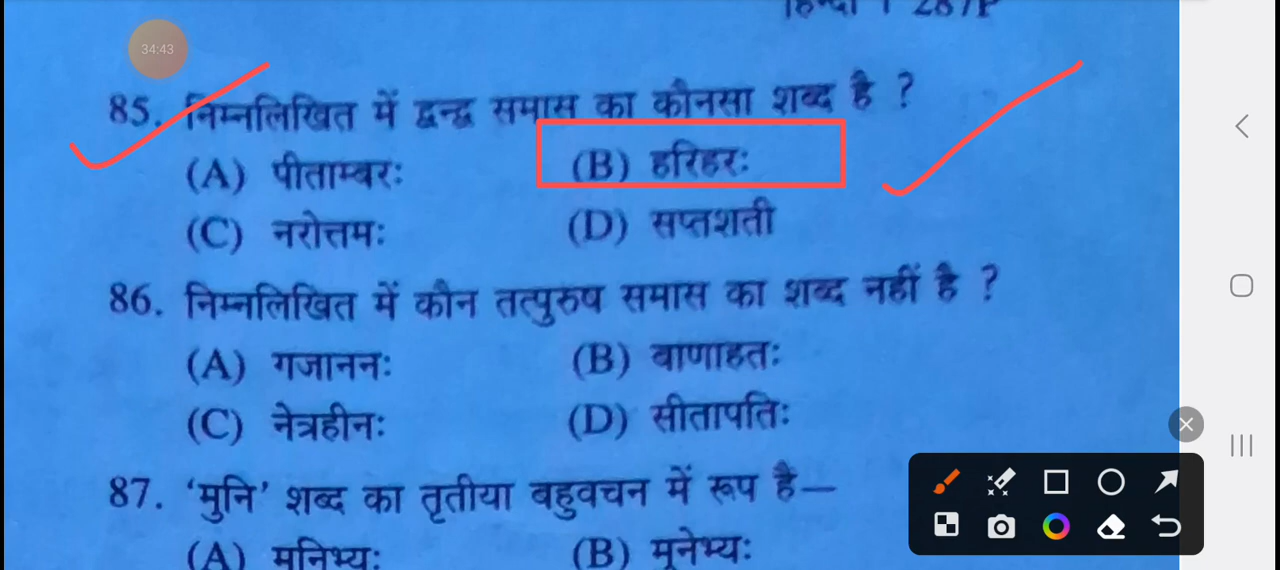 34:43
85. निम्नलिखित में द्वन्द्व समास का कौनसा शब्द है ?
(A) पीताम्बरः (B) हरिहरः
(C) नरोत्तमः (D) सप्तशती
86. निम्नलिखित में कौन तत्पुरुष समास का शब्द नहीं है ?
(A) गजाननः (B) बाणाहतः
(C) नेत्रहीनः (D) सीतापतिः
87. ‘मुनि’ शब्द का तृतीया बहुवचन में रूप है—
(A) मुनिभ्यः (B) मुनेभ्यः